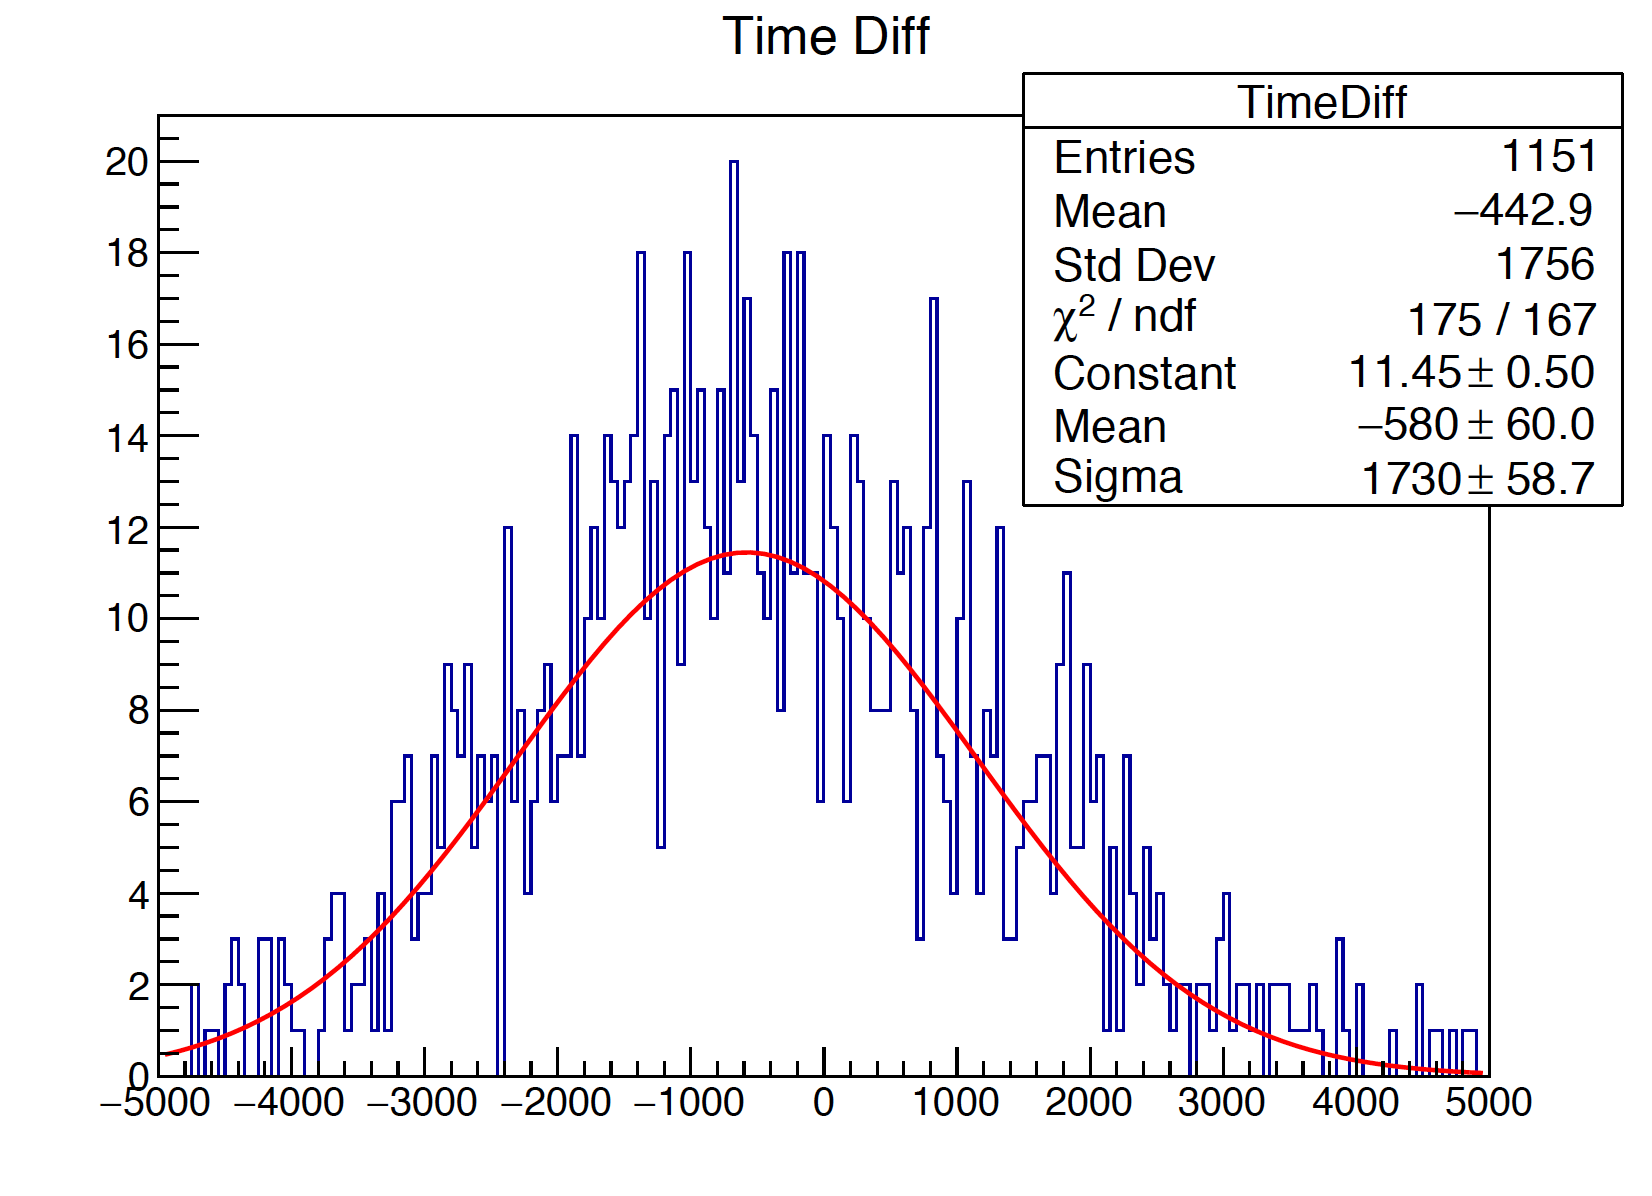 Time Diff
TimeDiff
Entries 1151
Mean −442.9
Std Dev 1756
χ² / ndf 175 / 167
Constant 11.45 ± 0.50
Mean −580 ± 60.0
Sigma 1730 ± 58.7
20
18
16
14
12
10
8
6
4
2
0
−5000 −4000 −3000 −2000 −1000 0 1000 2000 3000 4000 5000